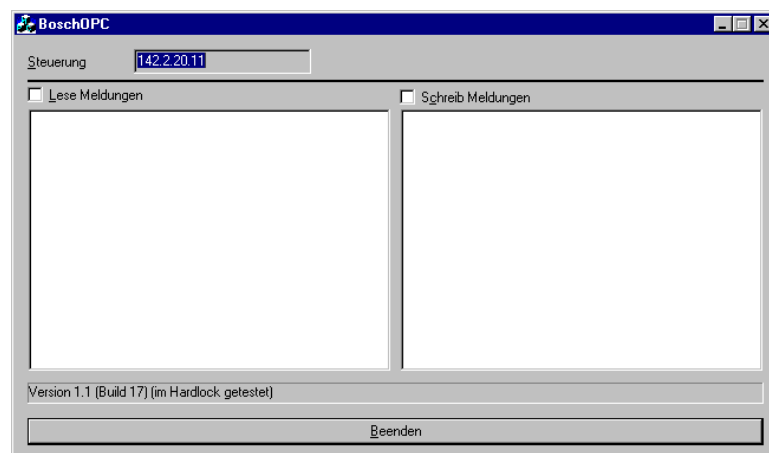 BoschOPC
Steuerung 142.2.20.11
Lese Meldungen
Schreib Meldungen
Version 1.1 (Build 17) (im Hardlock getestet)
Beenden